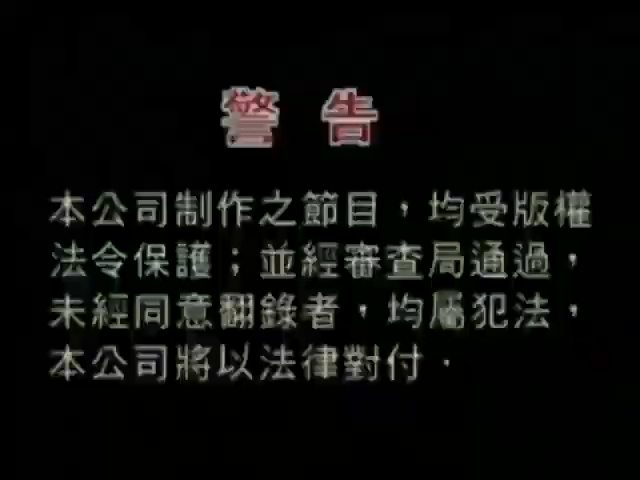 警告
本公司制作之節目，均受版權
法令保護；並經審查局通過，
未經同意翻錄者，均屬犯法，
本公司將以法律對付．